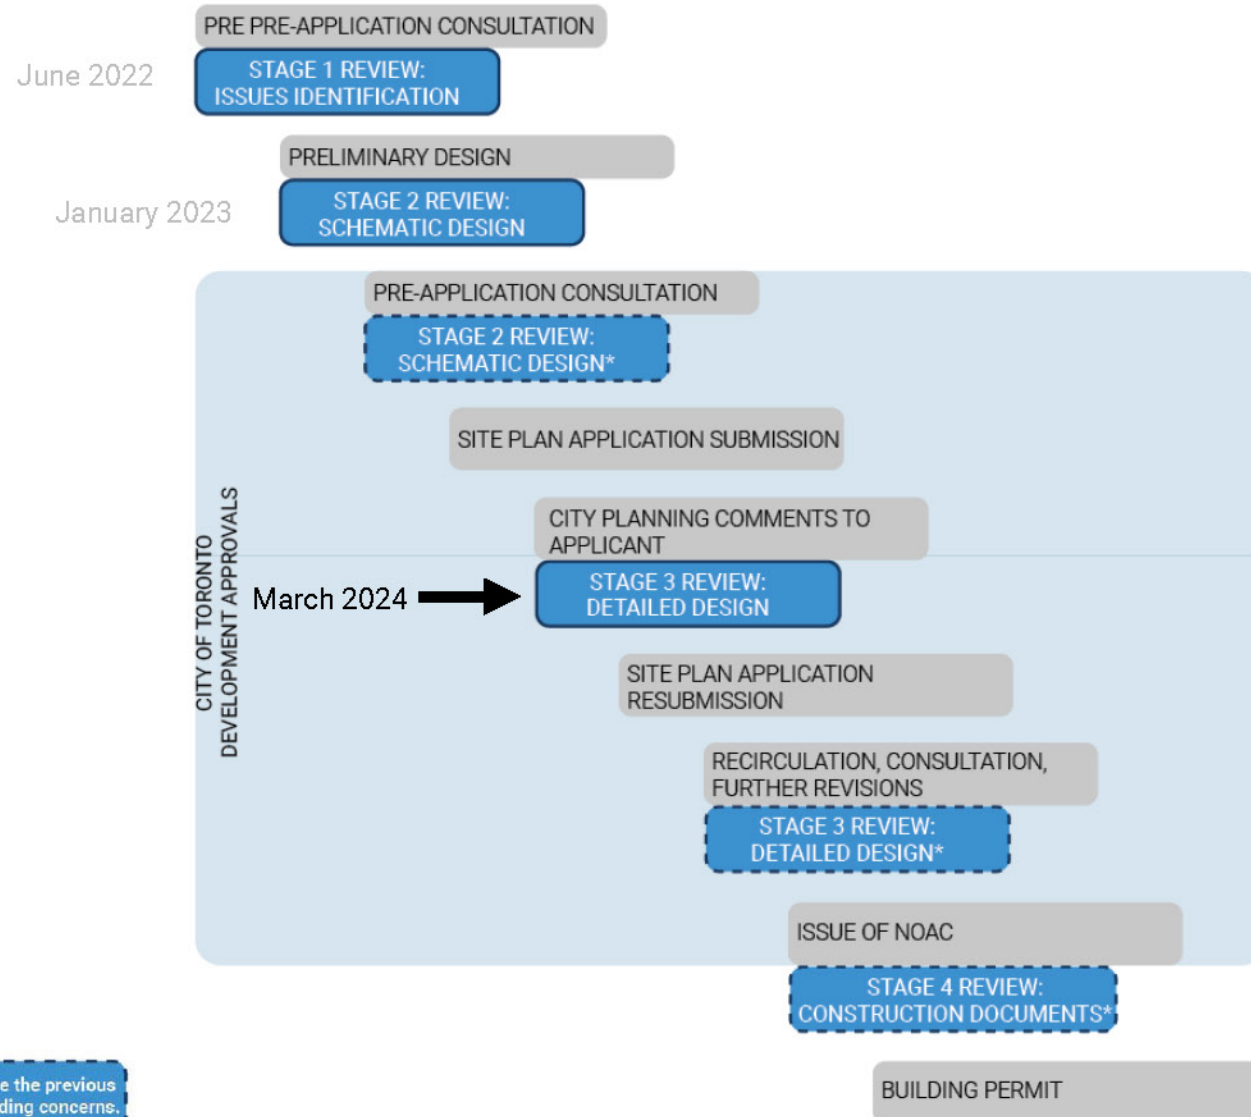 PRE PRE-APPLICATION CONSULTATION
June 2022
STAGE 1 REVIEW:
ISSUES IDENTIFICATION
PRELIMINARY DESIGN
January 2023
STAGE 2 REVIEW:
SCHEMATIC DESIGN
PRE-APPLICATION CONSULTATION
STAGE 2 REVIEW:
SCHEMATIC DESIGN*
SITE PLAN APPLICATION SUBMISSION
CITY OF TORONTO
DEVELOPMENT APPROVALS
CITY PLANNING COMMENTS TO
APPLICANT
March 2024
STAGE 3 REVIEW:
DETAILED DESIGN
SITE PLAN APPLICATION
RESUBMISSION
RECIRCULATION, CONSULTATION,
FURTHER REVISIONS
STAGE 3 REVIEW:
DETAILED DESIGN*
ISSUE OF NOAC
STAGE 4 REVIEW:
CONSTRUCTION DOCUMENTS*
BUILDING PERMIT
the previous
concerns.